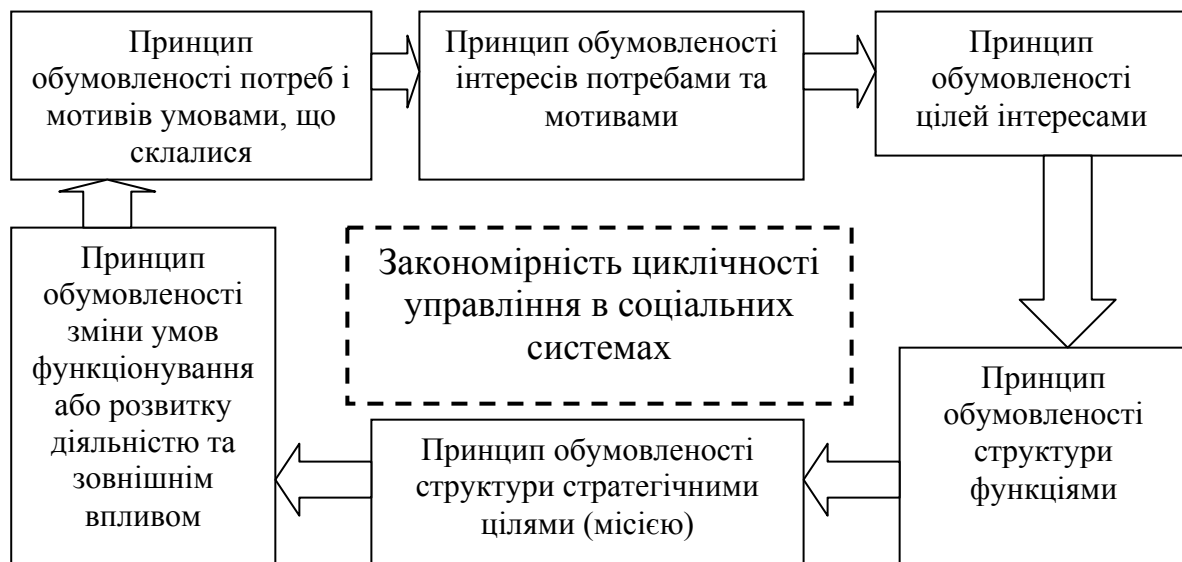 Принцип
обумовленості потреб і
мотивів умовами, що
склалися
Принцип обумовленості
інтересів потребами та
мотивами
Принцип
обумовленості
цілей інтересами
Принцип
обумовленості
зміни умов
функціонування
або розвитку
діяльністю та
зовнішнім
впливом
Закономірність циклічності
управління в соціальних
системах
Принцип обумовленості
структури стратегічними
цілями (місією)
Принцип
обумовленості
структури
функціями